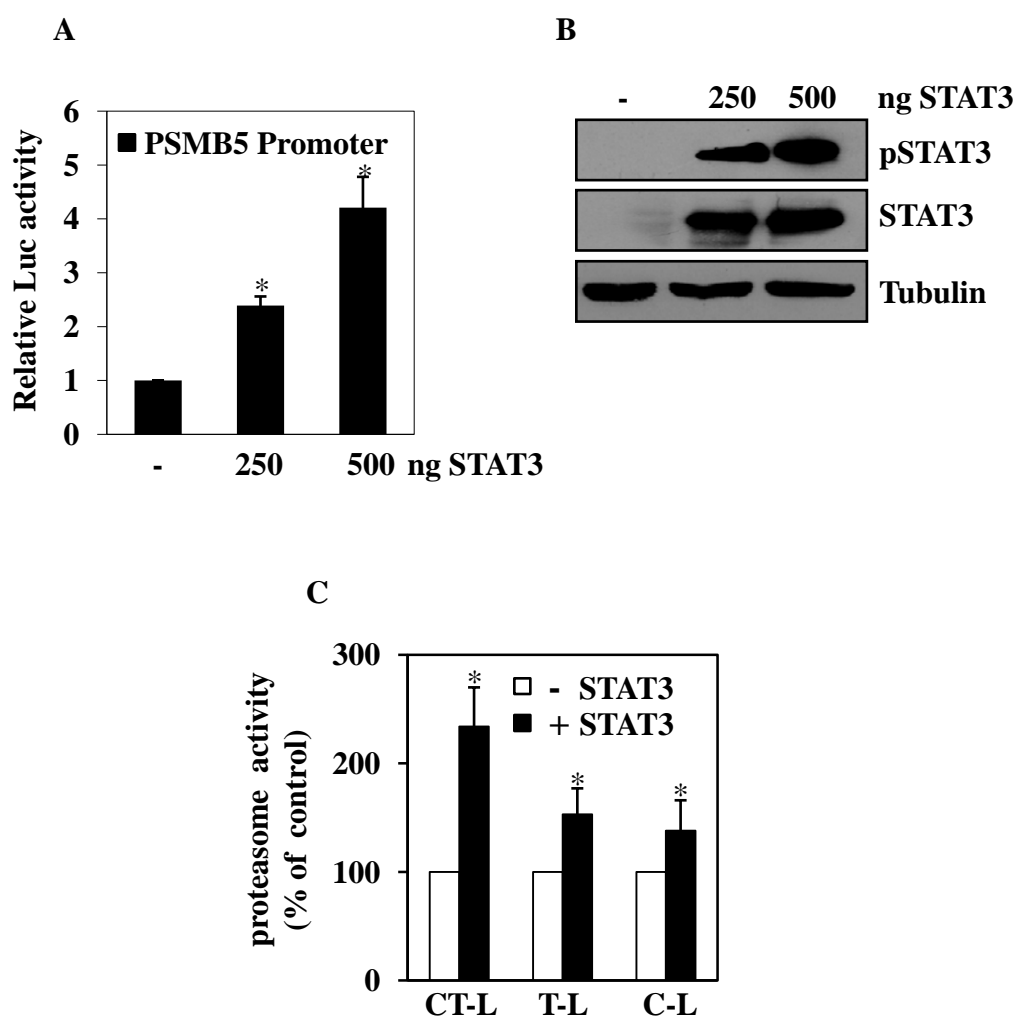 A
6
5
4
3
2
1
0
Relative Luc activity
PSMB5 Promoter
*
*
- 250 500 ng STAT3
B
- 250 500 ng STAT3
pSTAT3
STAT3
Tubulin
C
300
200
100
0
proteasome activity
(% of control)
- STAT3
+ STAT3
*
*
*
CT-L T-L C-L